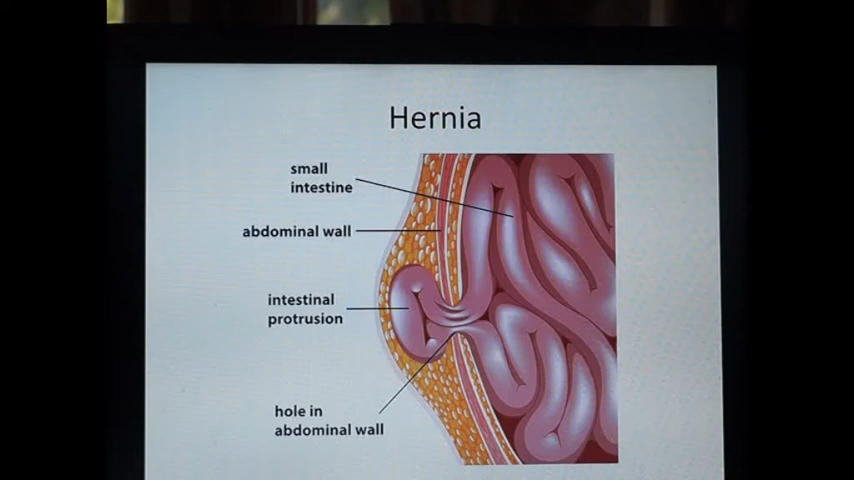 Hernia
small
intestine
abdominal wall
intestinal
protrusion
hole in
abdominal wall